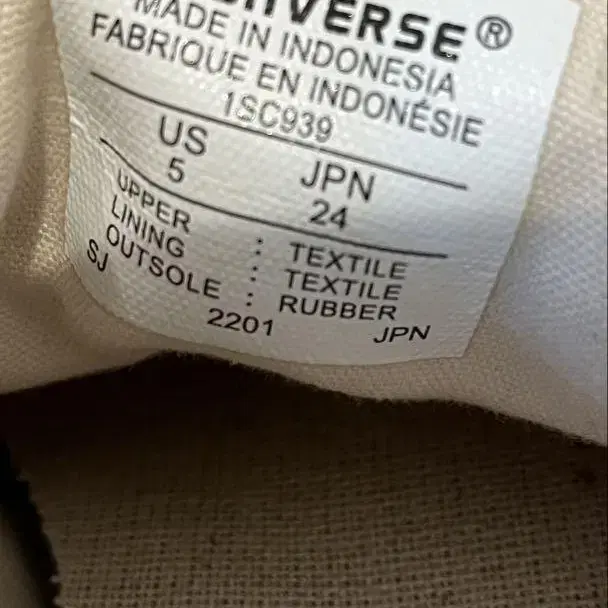 CONVERSE®
MADE IN INDONESIA
FABRIQUE EN INDONÉSIE
1SC939
US JPN
5 24
UPPER : TEXTILE
LINING : TEXTILE
OUTSOLE : RUBBER
SJ 2201 JPN